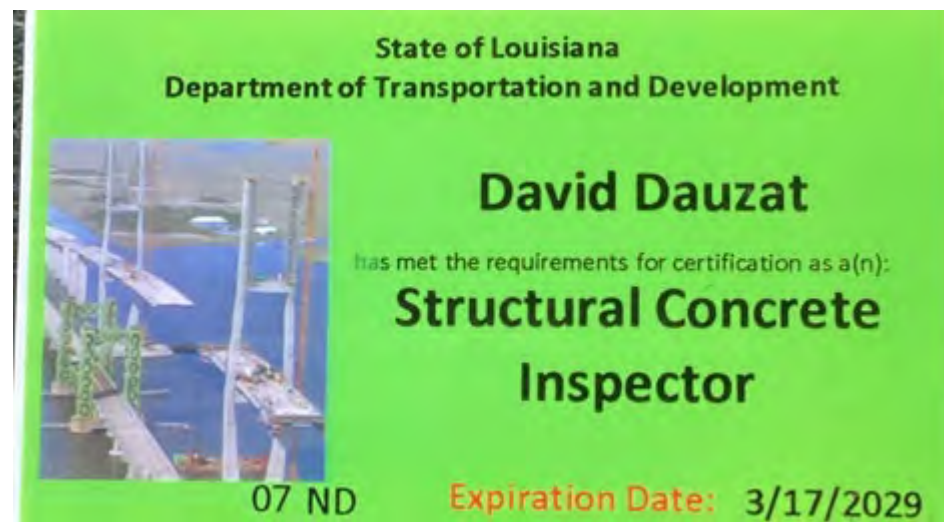 State of Louisiana
Department of Transportation and Development
David Dauzat
has met the requirements for certification as a(n):
Structural Concrete
Inspector
07 ND
Expiration Date: 3/17/2029